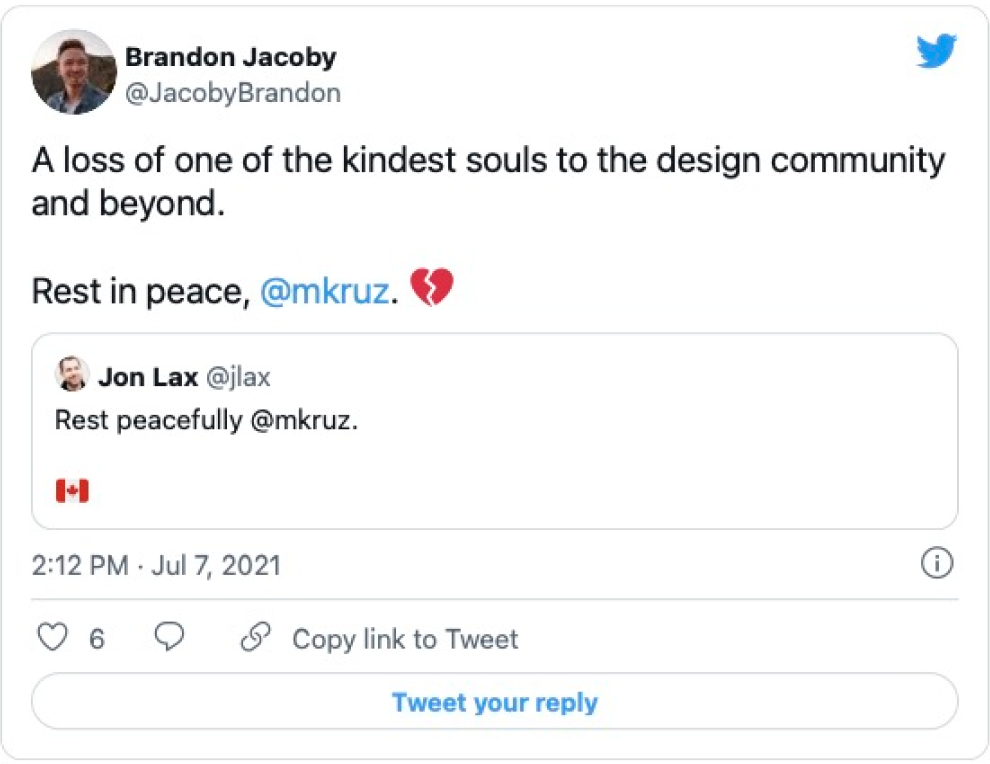 Brandon Jacoby
@JacobyBrandon
A loss of one of the kindest souls to the design community
and beyond.
Rest in peace, @mkruz. 💔
Jon Lax @jlax
Rest peacefully @mkruz.
🇨🇦
2:12 PM · Jul 7, 2021
6
Copy link to Tweet
Tweet your reply